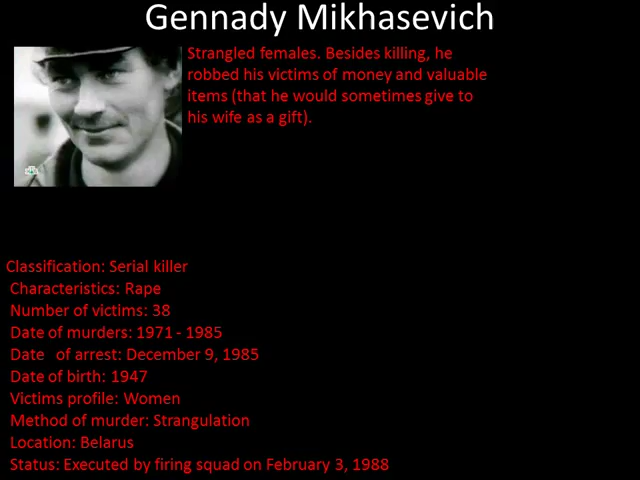 Gennady Mikhasevich
Strangled females. Besides killing, he
robbed his victims of money and valuable
items (that he would sometimes give to
his wife as a gift).
Classification: Serial killer
Characteristics: Rape
Number of victims: 38
Date of murders: 1971 - 1985
Date   of arrest: December 9, 1985
Date of birth: 1947
Victims profile: Women
Method of murder: Strangulation
Location: Belarus
Status: Executed by firing squad on February 3, 1988